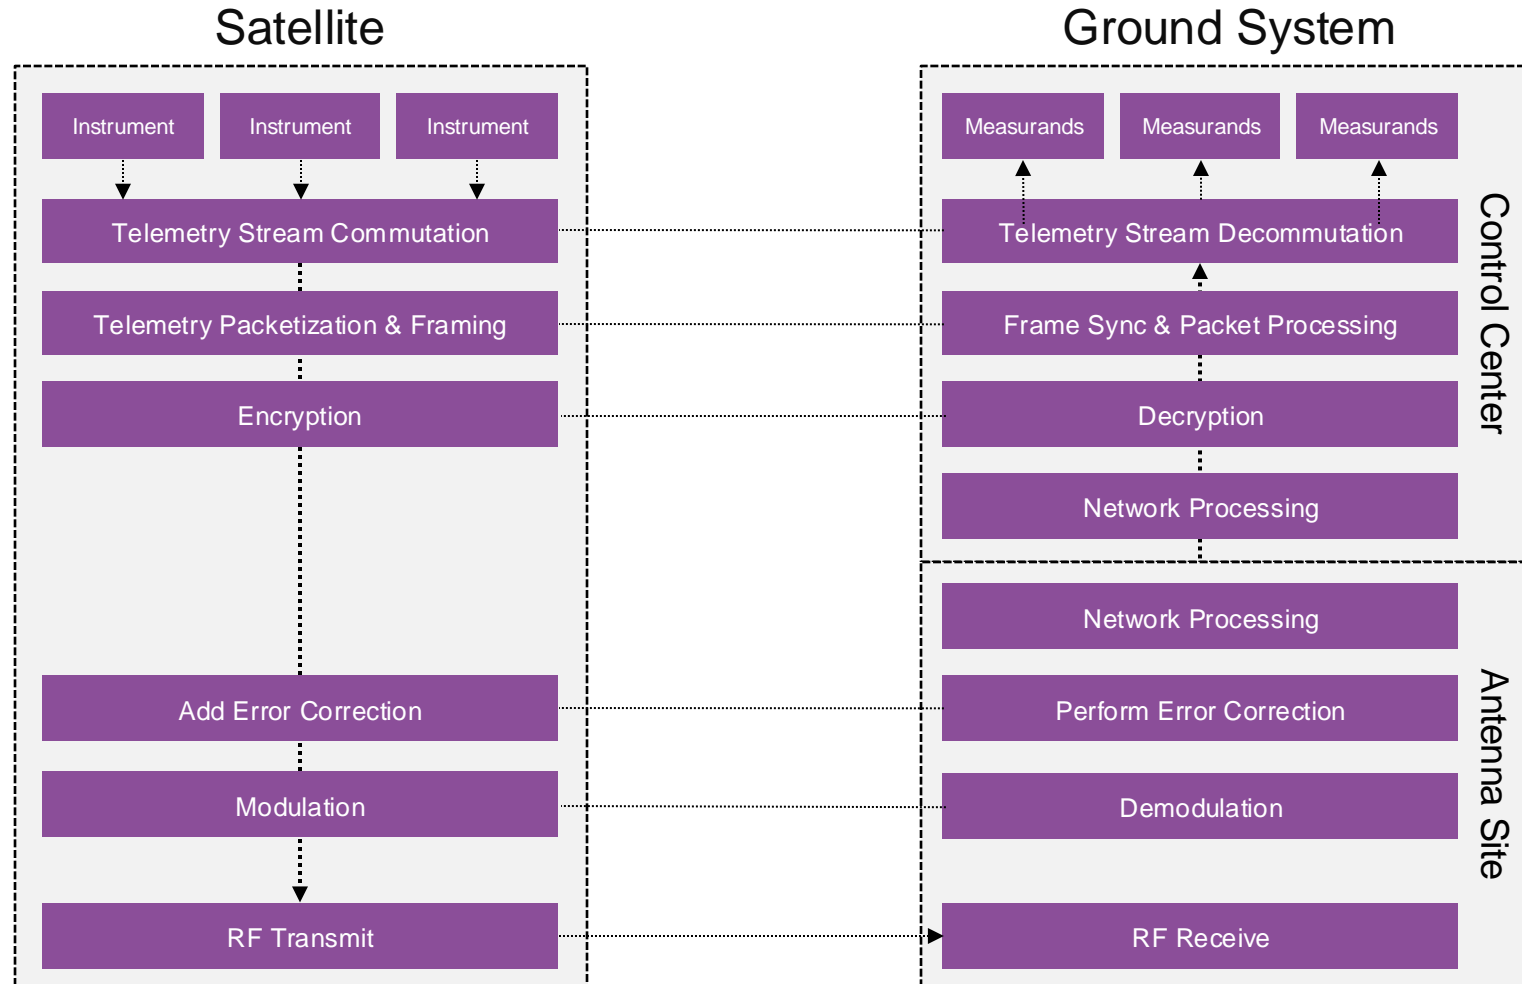 Satellite
Ground System
Instrument
Instrument
Instrument
Measurands
Measurands
Measurands
Telemetry Stream Commutation
Telemetry Stream Decommutation
Telemetry Packetization & Framing
Frame Sync & Packet Processing
Encryption
Decryption
Network Processing
Control Center
Network Processing
Add Error Correction
Perform Error Correction
Modulation
Demodulation
RF Transmit
RF Receive
Antenna Site